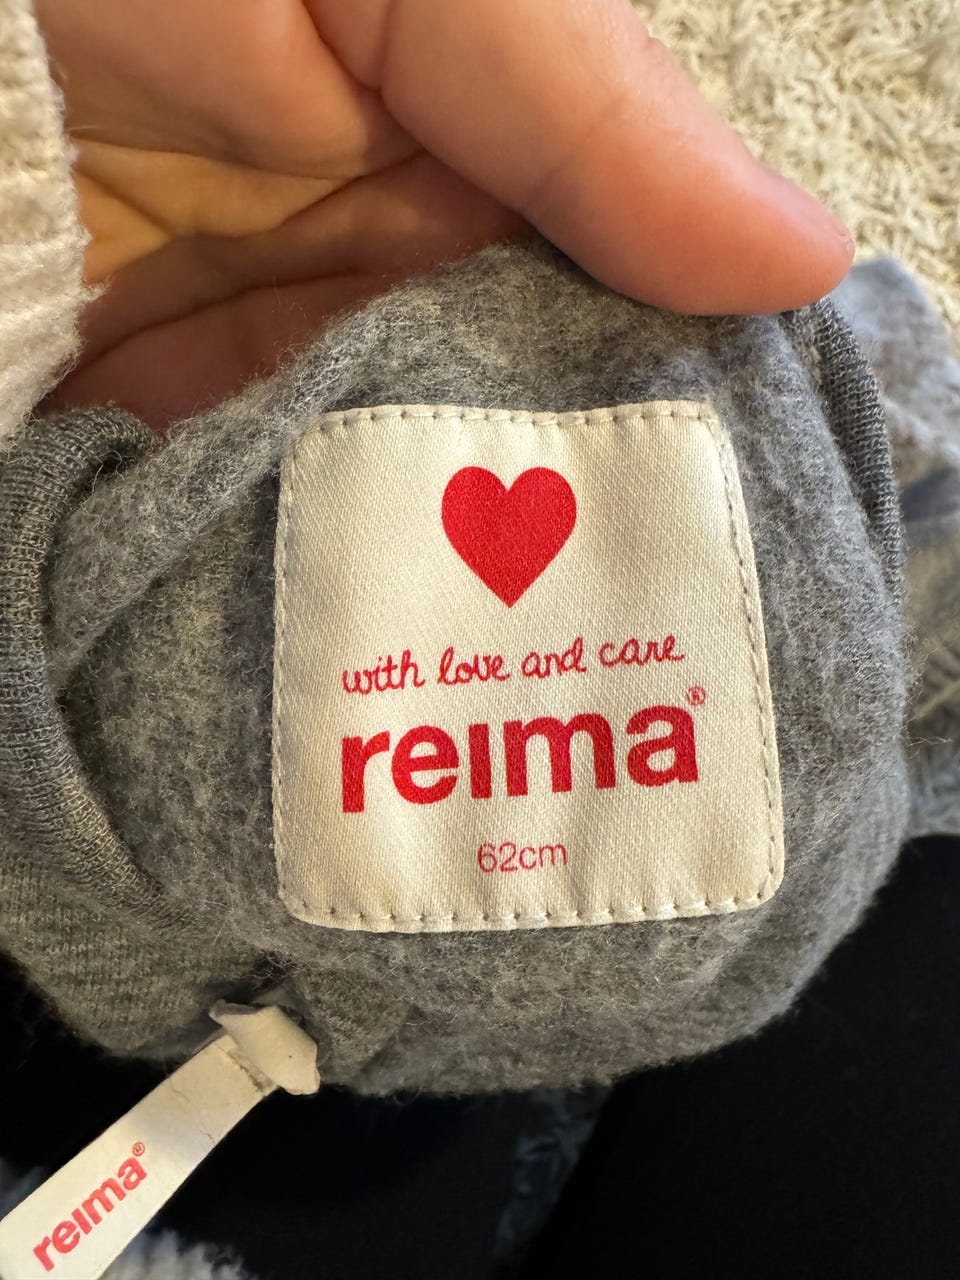 with love and care
reima®
62cm
reima®